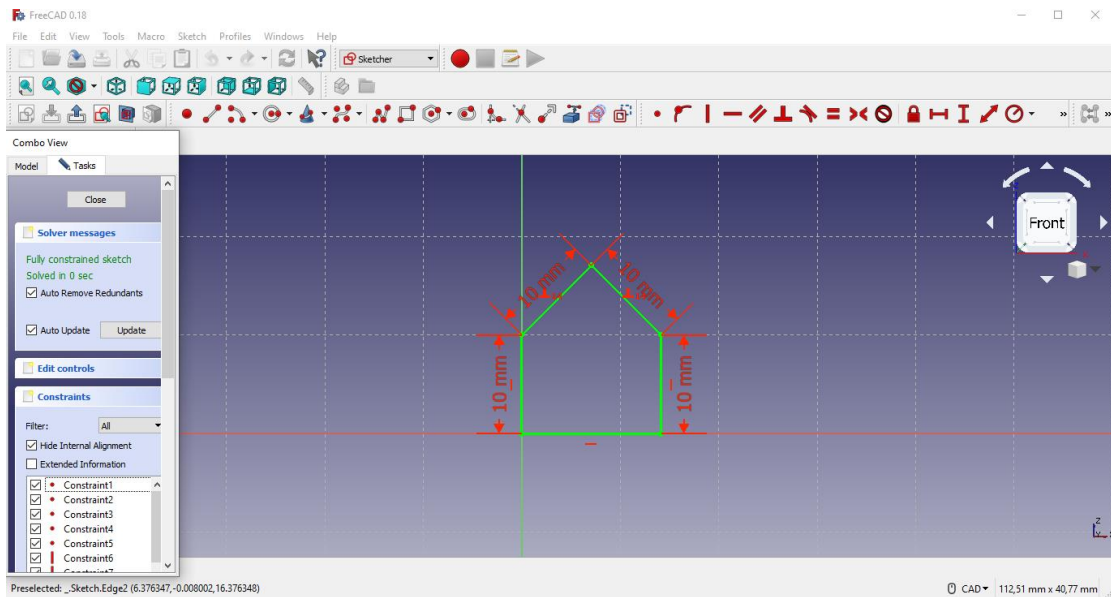 FreeCAD 0.18
File Edit View Tools Macro Sketch Profiles Windows Help
Sketcher
Combo View
Model Tasks
Close
Solver messages
Fully constrained sketch
Solved in 0 sec
Auto Remove Redundants
Auto Update Update
Edit controls
Constraints
Filter: All
Hide Internal Alignment
Extended Information
Constraint1
Constraint2
Constraint3
Constraint4
Constraint5
Constraint6
10 mm
10 mm
10 mm
10 mm
Front
z
x
Preselected: _.Sketch.Edge2 (6.376347,-0.008002,16.376348)
CAD
112,51 mm x 40,77 mm